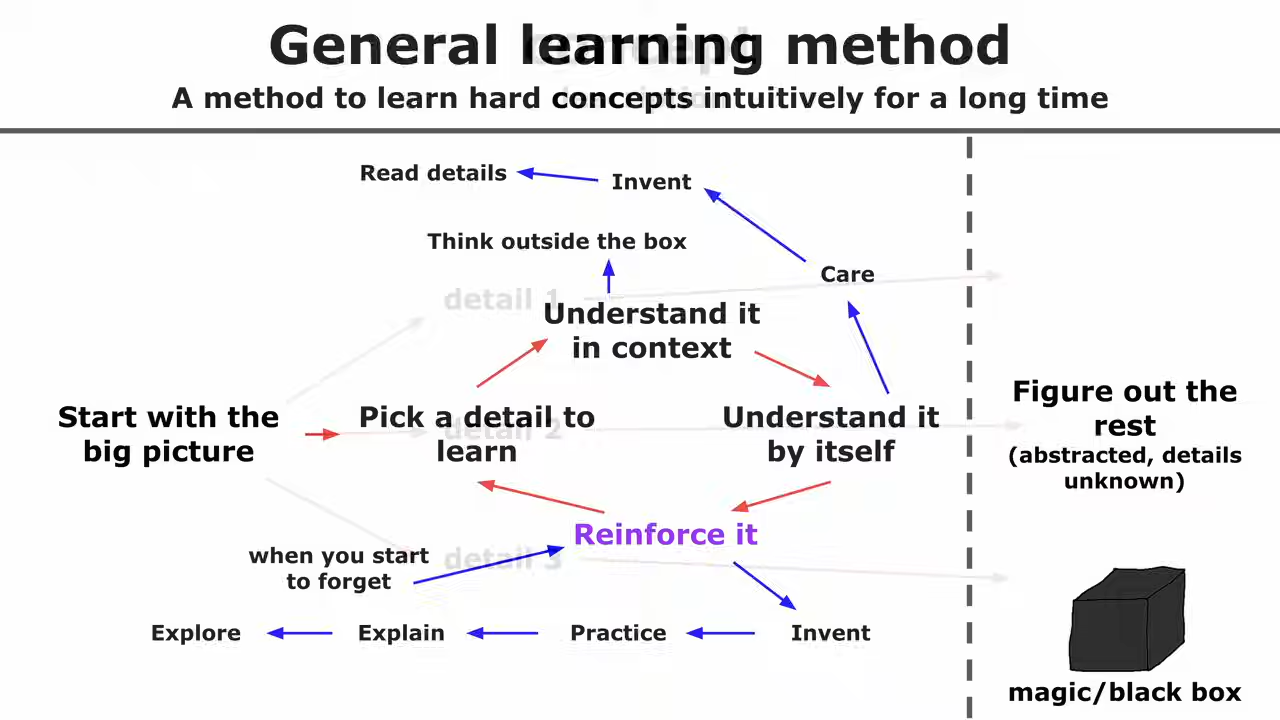 General learning method
A method to learn hard concepts intuitively for a long time
Read details
Invent
Think outside the box
Care
detail 1
Understand it
in context
Start with the
big picture
Pick a detail to
learn
detail 2
Understand it
by itself
Figure out the
rest
(abstracted, details
unknown)
Reinforce it
when you start
to forget
detail 3
Explore
Explain
Practice
Invent
magic/black box